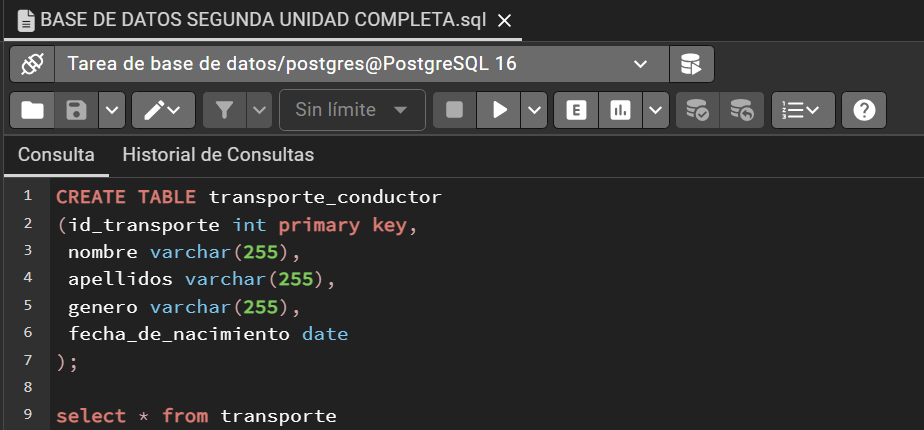 BASE DE DATOS SEGUNDA UNIDAD COMPLETA.sql
Tarea de base de datos/postgres@PostgreSQL 16
Sin límite
E
Consulta Historial de Consultas
1 CREATE TABLE transporte_conductor
2 (id_transporte int primary key,
3 nombre varchar(255),
4 apellidos varchar(255),
5 genero varchar(255),
6 fecha_de_nacimiento date
7 );
8
9 select * from transporte